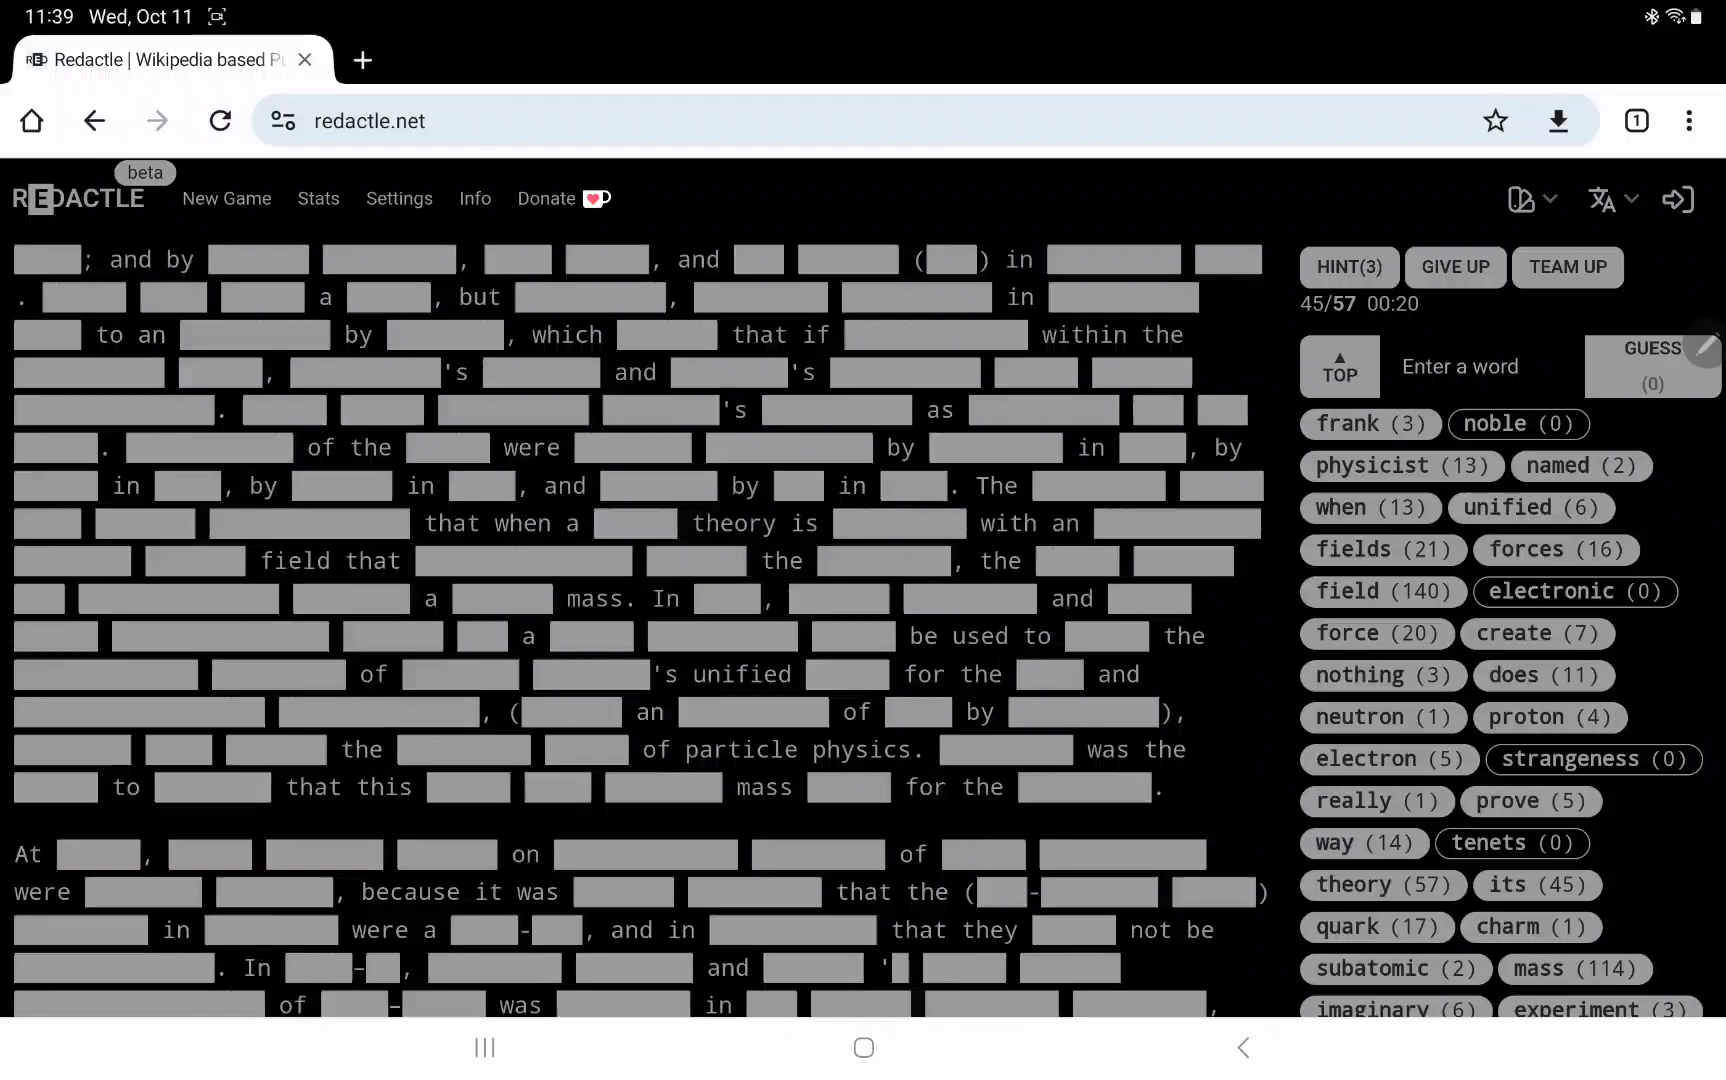 11:39 Wed, Oct 11
Redactle | Wikipedia based Pu
redactle.net
1
beta
REDACTLE New Game Stats Settings Info Donate
; and by , , and ( ) in
. a , but , in
to an by , which that if within the
, 's and 's
. 's as
. of the were by in , by
in , by in , and by in . The
that when a theory is with an
field that the , the
a mass. In , and
a be used to the
of 's unified for the and
, ( an of by ),
the of particle physics. was the
to that this mass for the .
At , on of
were , because it was that the ( - )
in were a - , and in that they not be
. In - , and '
of - was in ,
HINT(3) GIVE UP TEAM UP
45/57 00:20
▲
TOP
Enter a word
GUESS
(0)
frank (3) noble (0)
physicist (13) named (2)
when (13) unified (6)
fields (21) forces (16)
field (140) electronic (0)
force (20) create (7)
nothing (3) does (11)
neutron (1) proton (4)
electron (5) strangeness (0)
really (1) prove (5)
way (14) tenets (0)
theory (57) its (45)
quark (17) charm (1)
subatomic (2) mass (114)
imaginary (6) experiment (3)